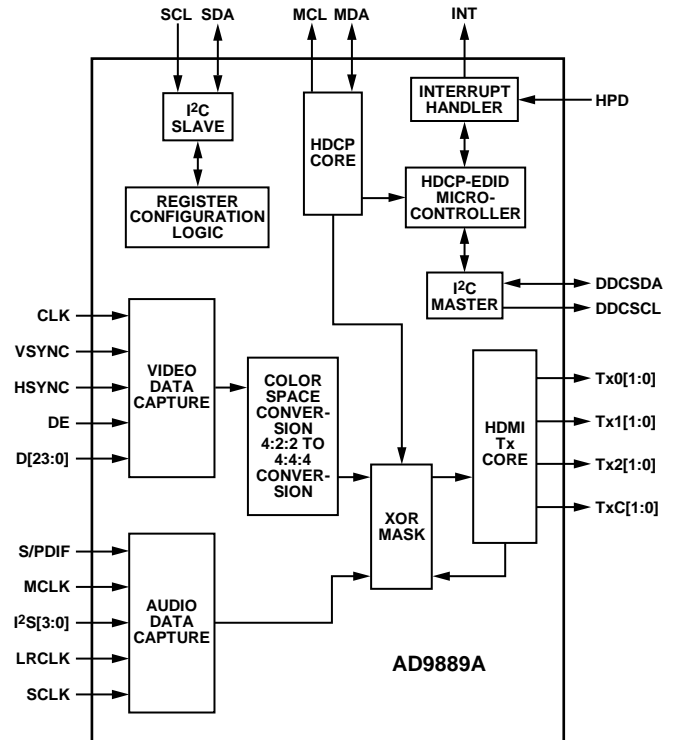 SCL SDA MCL MDA INT
INTERRUPT
HANDLER
HPD
I2C
SLAVE
HDCP
CORE
REGISTER
CONFIGURATION
LOGIC
HDCP-EDID
MICRO-
CONTROLLER
I2C
MASTER
DDCSDA
DDCSCL
CLK
VSYNC
HSYNC
DE
D[23:0]
VIDEO
DATA
CAPTURE
COLOR
SPACE
CONVER-
SION
4:2:2 TO
4:4:4
CONVER-
SION
XOR
MASK
HDMI
Tx
CORE
Tx0[1:0]
Tx1[1:0]
Tx2[1:0]
TxC[1:0]
S/PDIF
MCLK
I2S[3:0]
LRCLK
SCLK
AUDIO
DATA
CAPTURE
AD9889A